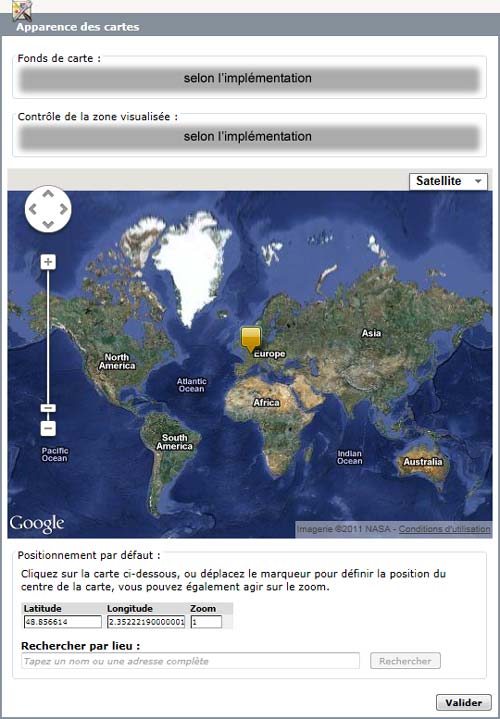 Apparence des cartes
Fonds de carte :
selon l'implémentation
Contrôle de la zone visualisée :
selon l'implémentation
Satellite
North
America
Atlantic
Ocean
Europe
Asia
Africa
Pacific
Ocean
South
America
Indian
Ocean
Australia
Google
Imagerie ©2011 NASA - Conditions d'utilisation
Positionnement par défaut :
Cliquez sur la carte ci-dessous, ou déplacez le marqueur pour définir la position du
centre de la carte, vous pouvez également agir sur le zoom.
Latitude Longitude Zoom
48.856614 2.35222190000001 1
Rechercher par lieu :
Tapez un nom ou une adresse complète Rechercher
Valider